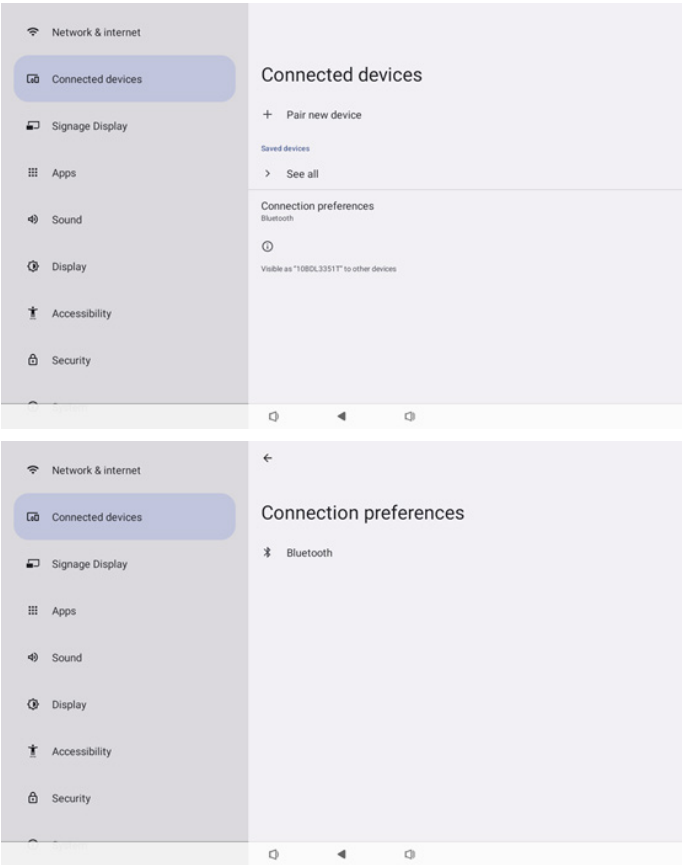 Network & internet
Connected devices
Signage Display
Apps
Sound
Display
Accessibility
Security
Connected devices
+ Pair new device
Saved devices
> See all
Connection preferences
Bluetooth
Visible as "10BDL3351T" to other devices
Network & internet
Connected devices
Signage Display
Apps
Sound
Display
Accessibility
Security
Connection preferences
Bluetooth